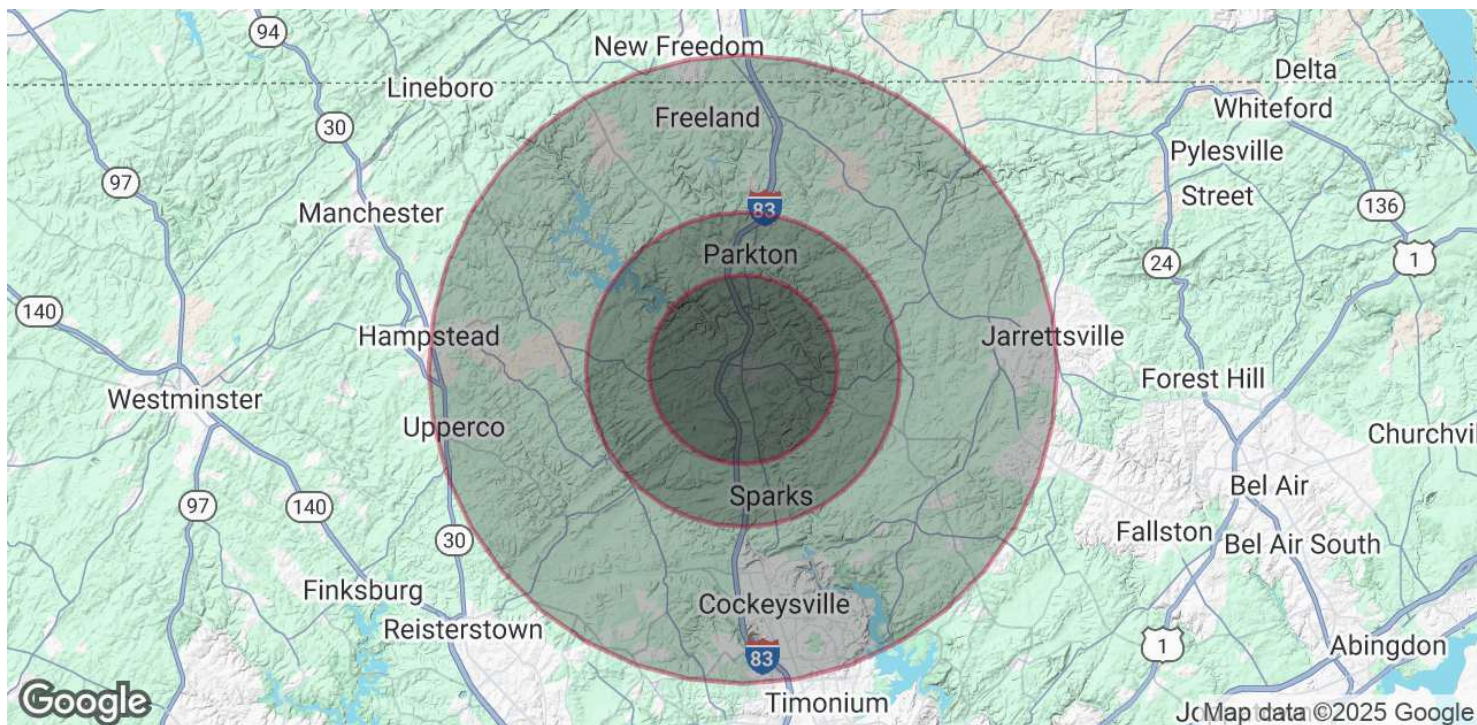 94
New Freedom
Delta
Lineboro
Whiteford
Freeland
30
Pylesville
97
Street
136
Manchester
83
Parkton
1
24
140
Hampstead
Jarrettsville
Forest Hill
Westminster
Upperco
Churchvil
Bel Air
Sparks
97
140
Fallston
30
Bel Air South
Finksburg
Cockeysville
Reisterstown
1
Abingdon
83
Timonium
Google
Map data ©2025 Google